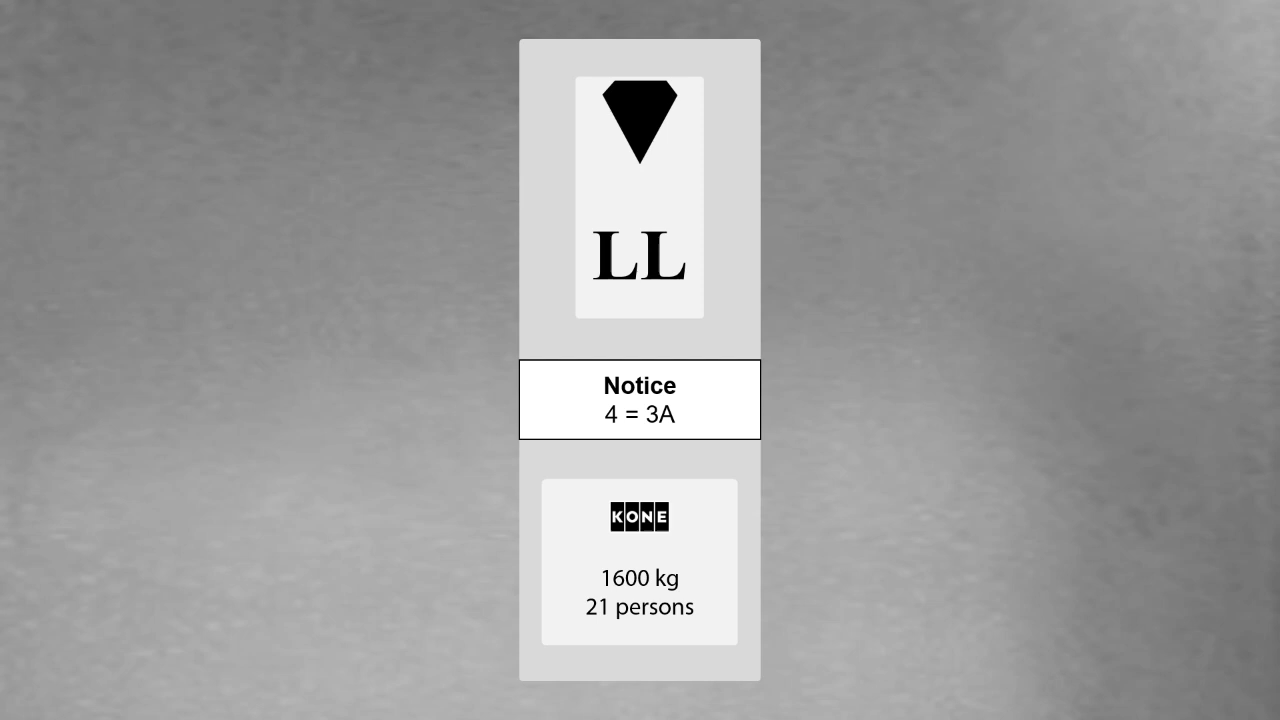 LL
Notice
4 = 3A
KONE
1600 kg
21 persons